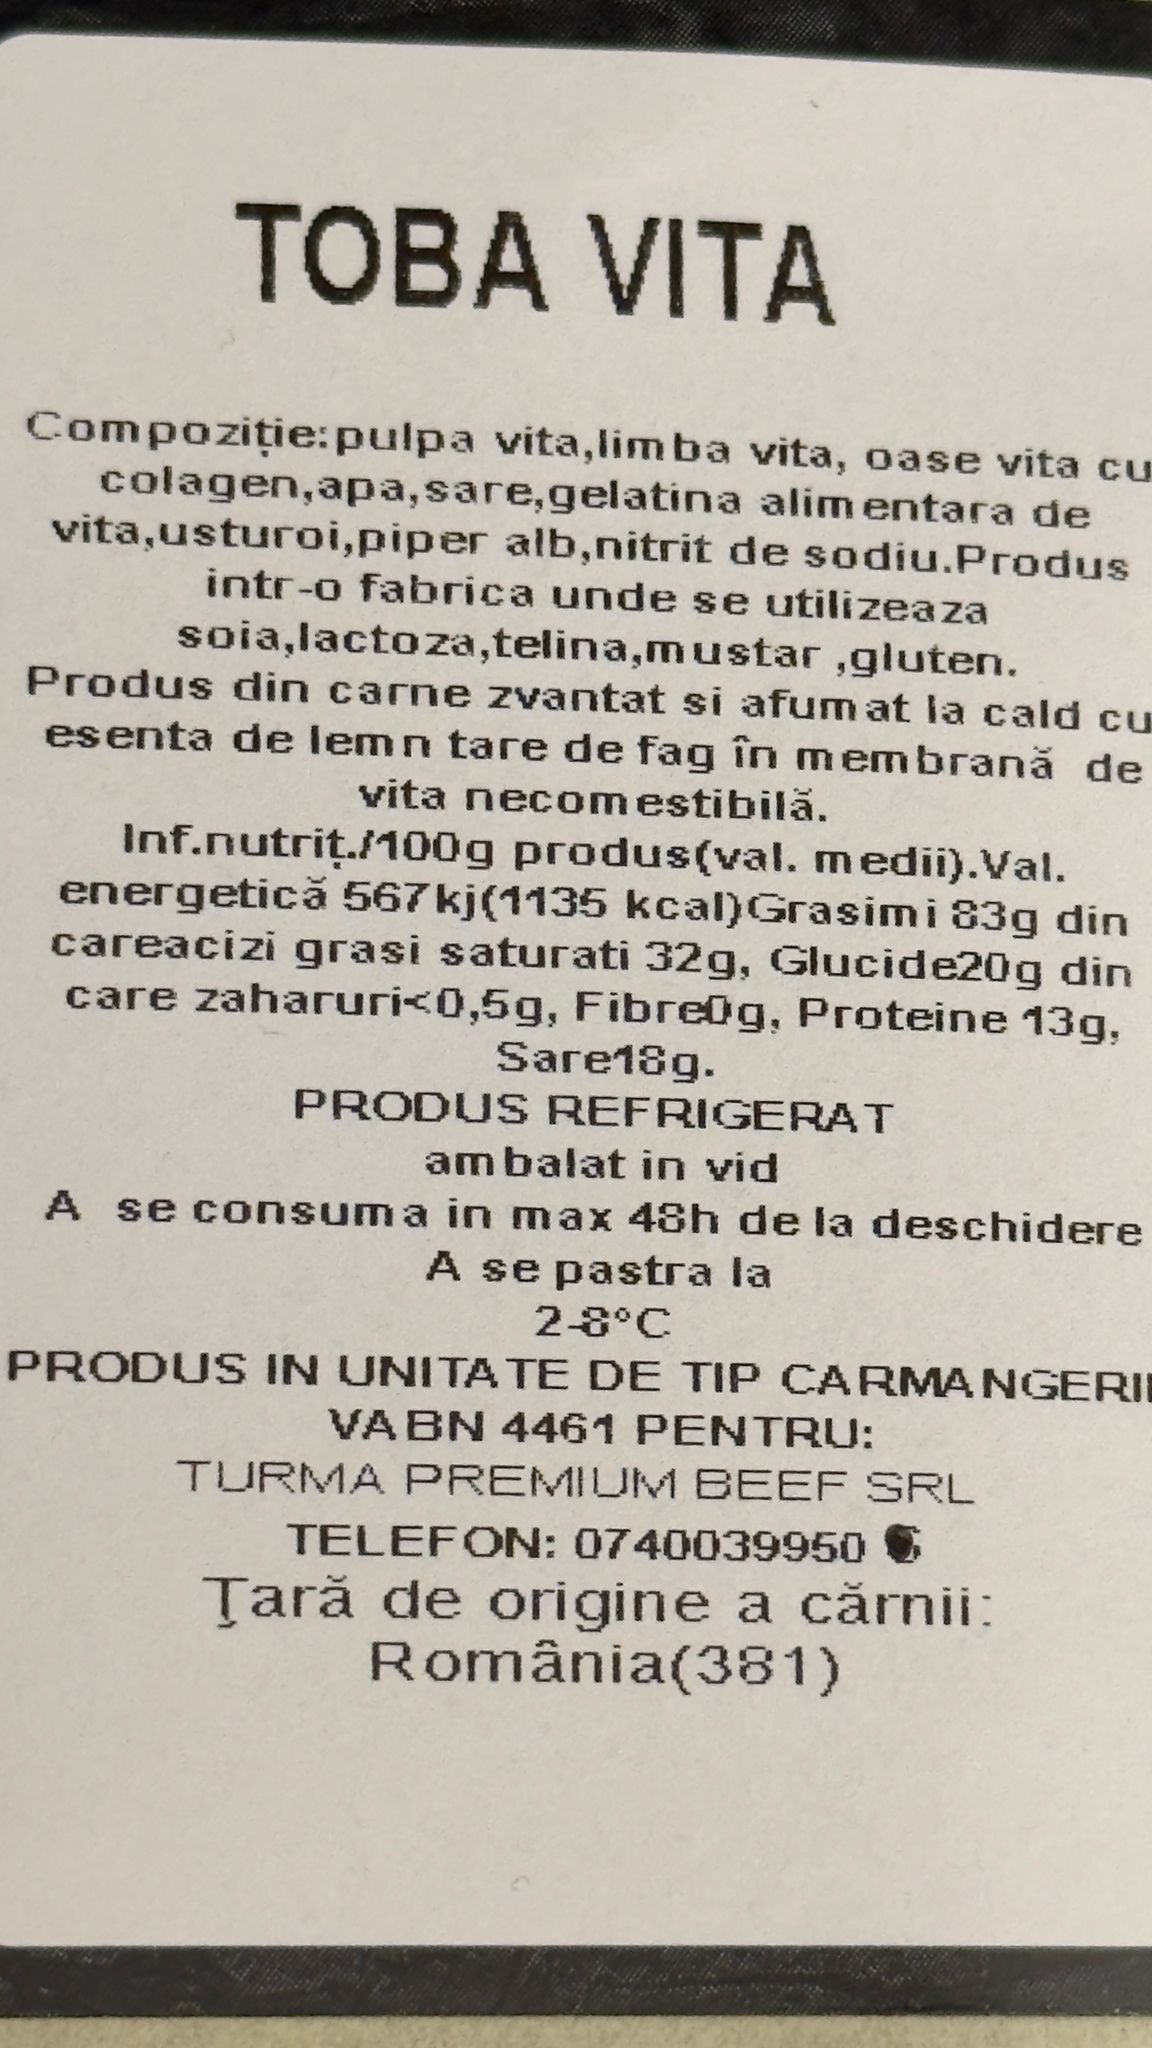 TOBA VITA
Compoziție:pulpa vita,limba vita, oase vita cu
colagen,apa,sare,gelatina alimentara de
vita,usturoi,piper alb,nitrit de sodiu.Produs
intr-o fabrica unde se utilizeaza
soia,lactoza,telina,mustar ,gluten.
Produs din carne zvantat si afumat la cald cu
esenta de lemn tare de fag în membrană de
vita necomestibilă.
Inf.nutriț./100g produs(val. medii).Val.
energetică 567kj(1135 kcal)Grasimi 83g din
careacizi grasi saturati 32g, Glucide20g din
care zaharuri<0,5g, Fibre0g, Proteine 13g,
Sare18g.
PRODUS REFRIGERAT
ambalat in vid
A se consuma in max 48h de la deschidere
A se pastra la
2-8°C
PRODUS IN UNITATE DE TIP CARMANGERII
VABN 4461 PENTRU:
TURMA PREMIUM BEEF SRL
TELEFON: 0740039950
Ţară de origine a cărnii:
România(381)